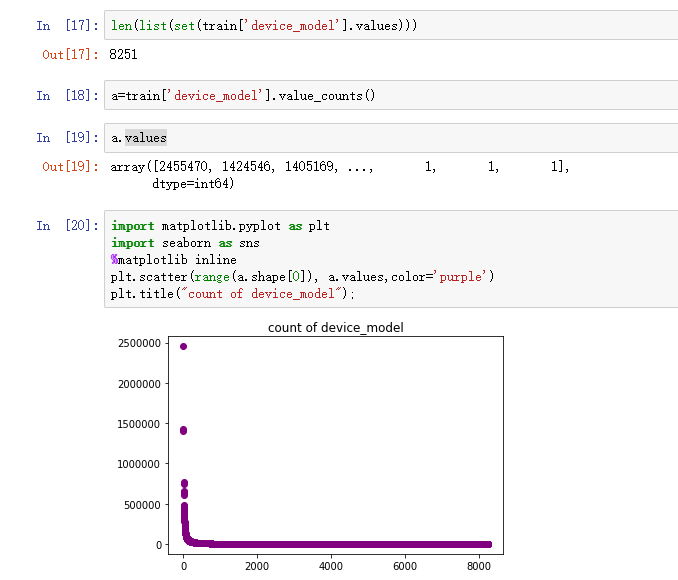 In [17]: len(list(set(train['device_model'].values)))
Out[17]: 8251
In [18]: a=train['device_model'].value_counts()
In [19]: a.values
Out[19]: array([2455470, 1424546, 1405169, ..., 1, 1, 1],
dtype=int64)
In [20]: import matplotlib.pyplot as plt
import seaborn as sns
%matplotlib inline
plt.scatter(range(a.shape[0]), a.values,color='purple')
plt.title("count of device_model");
count of device_model
2500000
2000000
1500000
1000000
500000
0
0 2000 4000 6000 8000